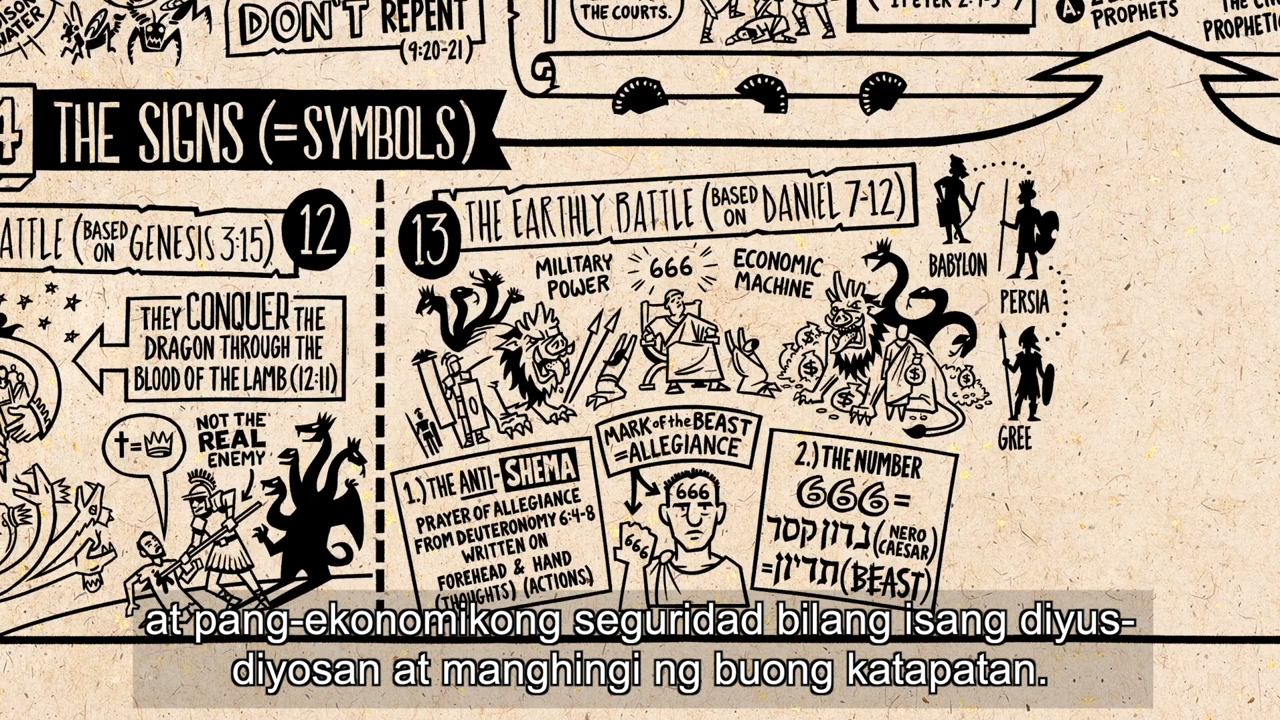 WATER
DON'T REPENT
(9:20-21)
THE COURTS.
A
PROPHETS
4
THE SIGNS (=SYMBOLS)
ATTLE (BASED ON GENESIS 3:15)
12
THEY CONQUER THE
DRAGON THROUGH THE
BLOOD OF THE LAMB (12:11)
NOT THE
REAL
ENEMY
13
THE EARTHLY BATTLE (BASED ON DANIEL 7-12)
MILITARY
POWER
666
ECONOMIC
MACHINE
BABYLON
PERSIA
GREE
MARK of the BEAST
=ALLEGIANCE
666
666
1.) THE ANTI-SHEMA
PRAYER OF ALLEGIANCE
FROM DEUTERONOMY 6:4-8
WRITTEN ON
FOREHEAD & HAND
(THOUGHTS) (ACTIONS)
2.) THE NUMBER
666=
נרון קסר (NERO CAESAR)
=תריון (BEAST)
at pang-ekonomikong seguridad bilang isang diyus-
diyosan at manghingi ng buong katapatan.